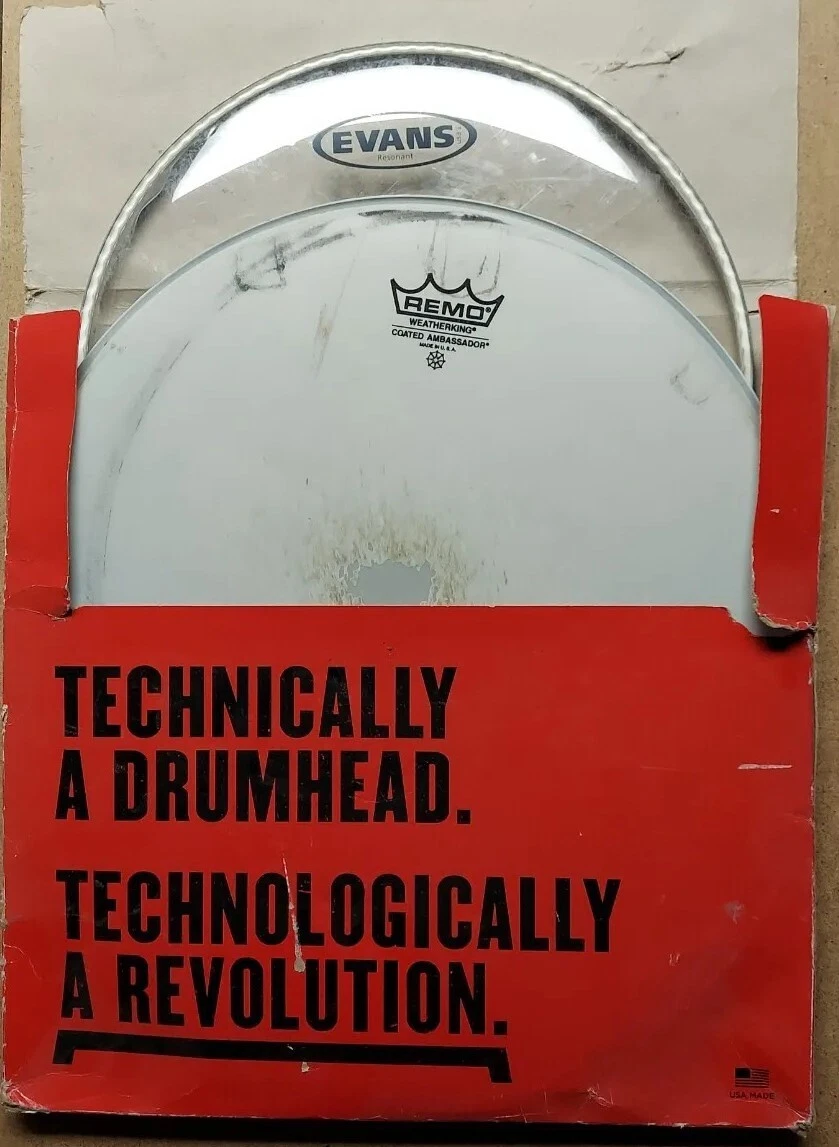 EVANS
Resonant
REMO®
WEATHERKING®
COATED AMBASSADOR®
MADE IN U.S.A.
TECHNICALLY
A DRUMHEAD.
TECHNOLOGICALLY
A REVOLUTION.
USA MADE